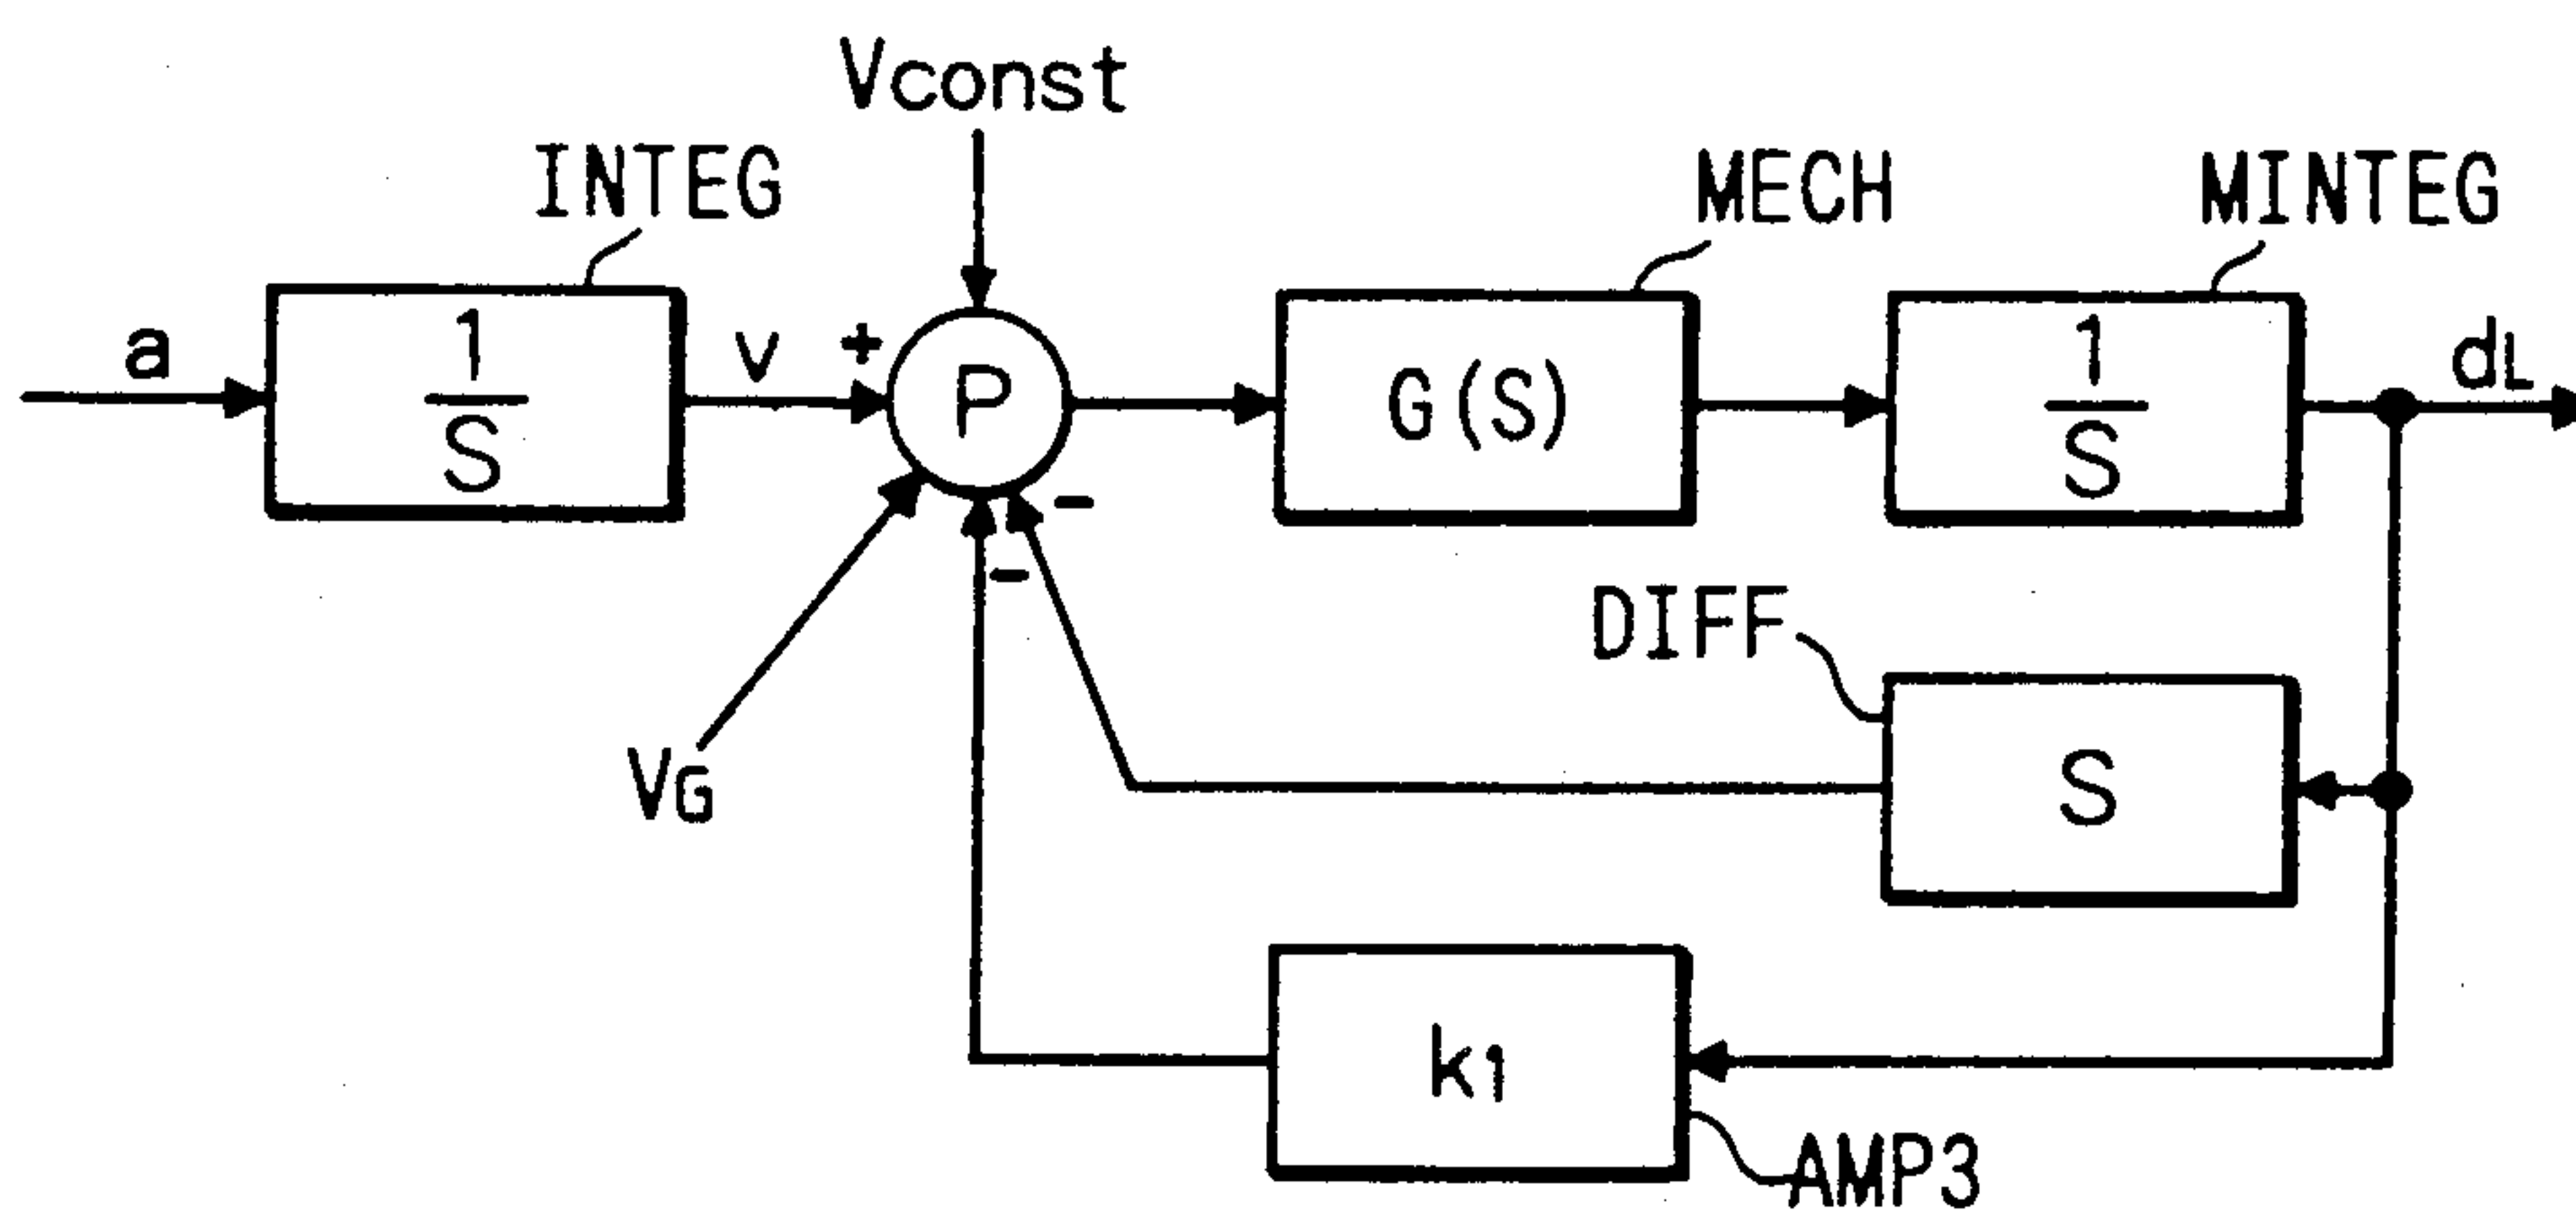 Vconst
INTEG
MECH
MINTEG
a
1
S
v
+
P
G(S)
1
S
dL
-
-
VG
DIFF
S
k1
AMP3